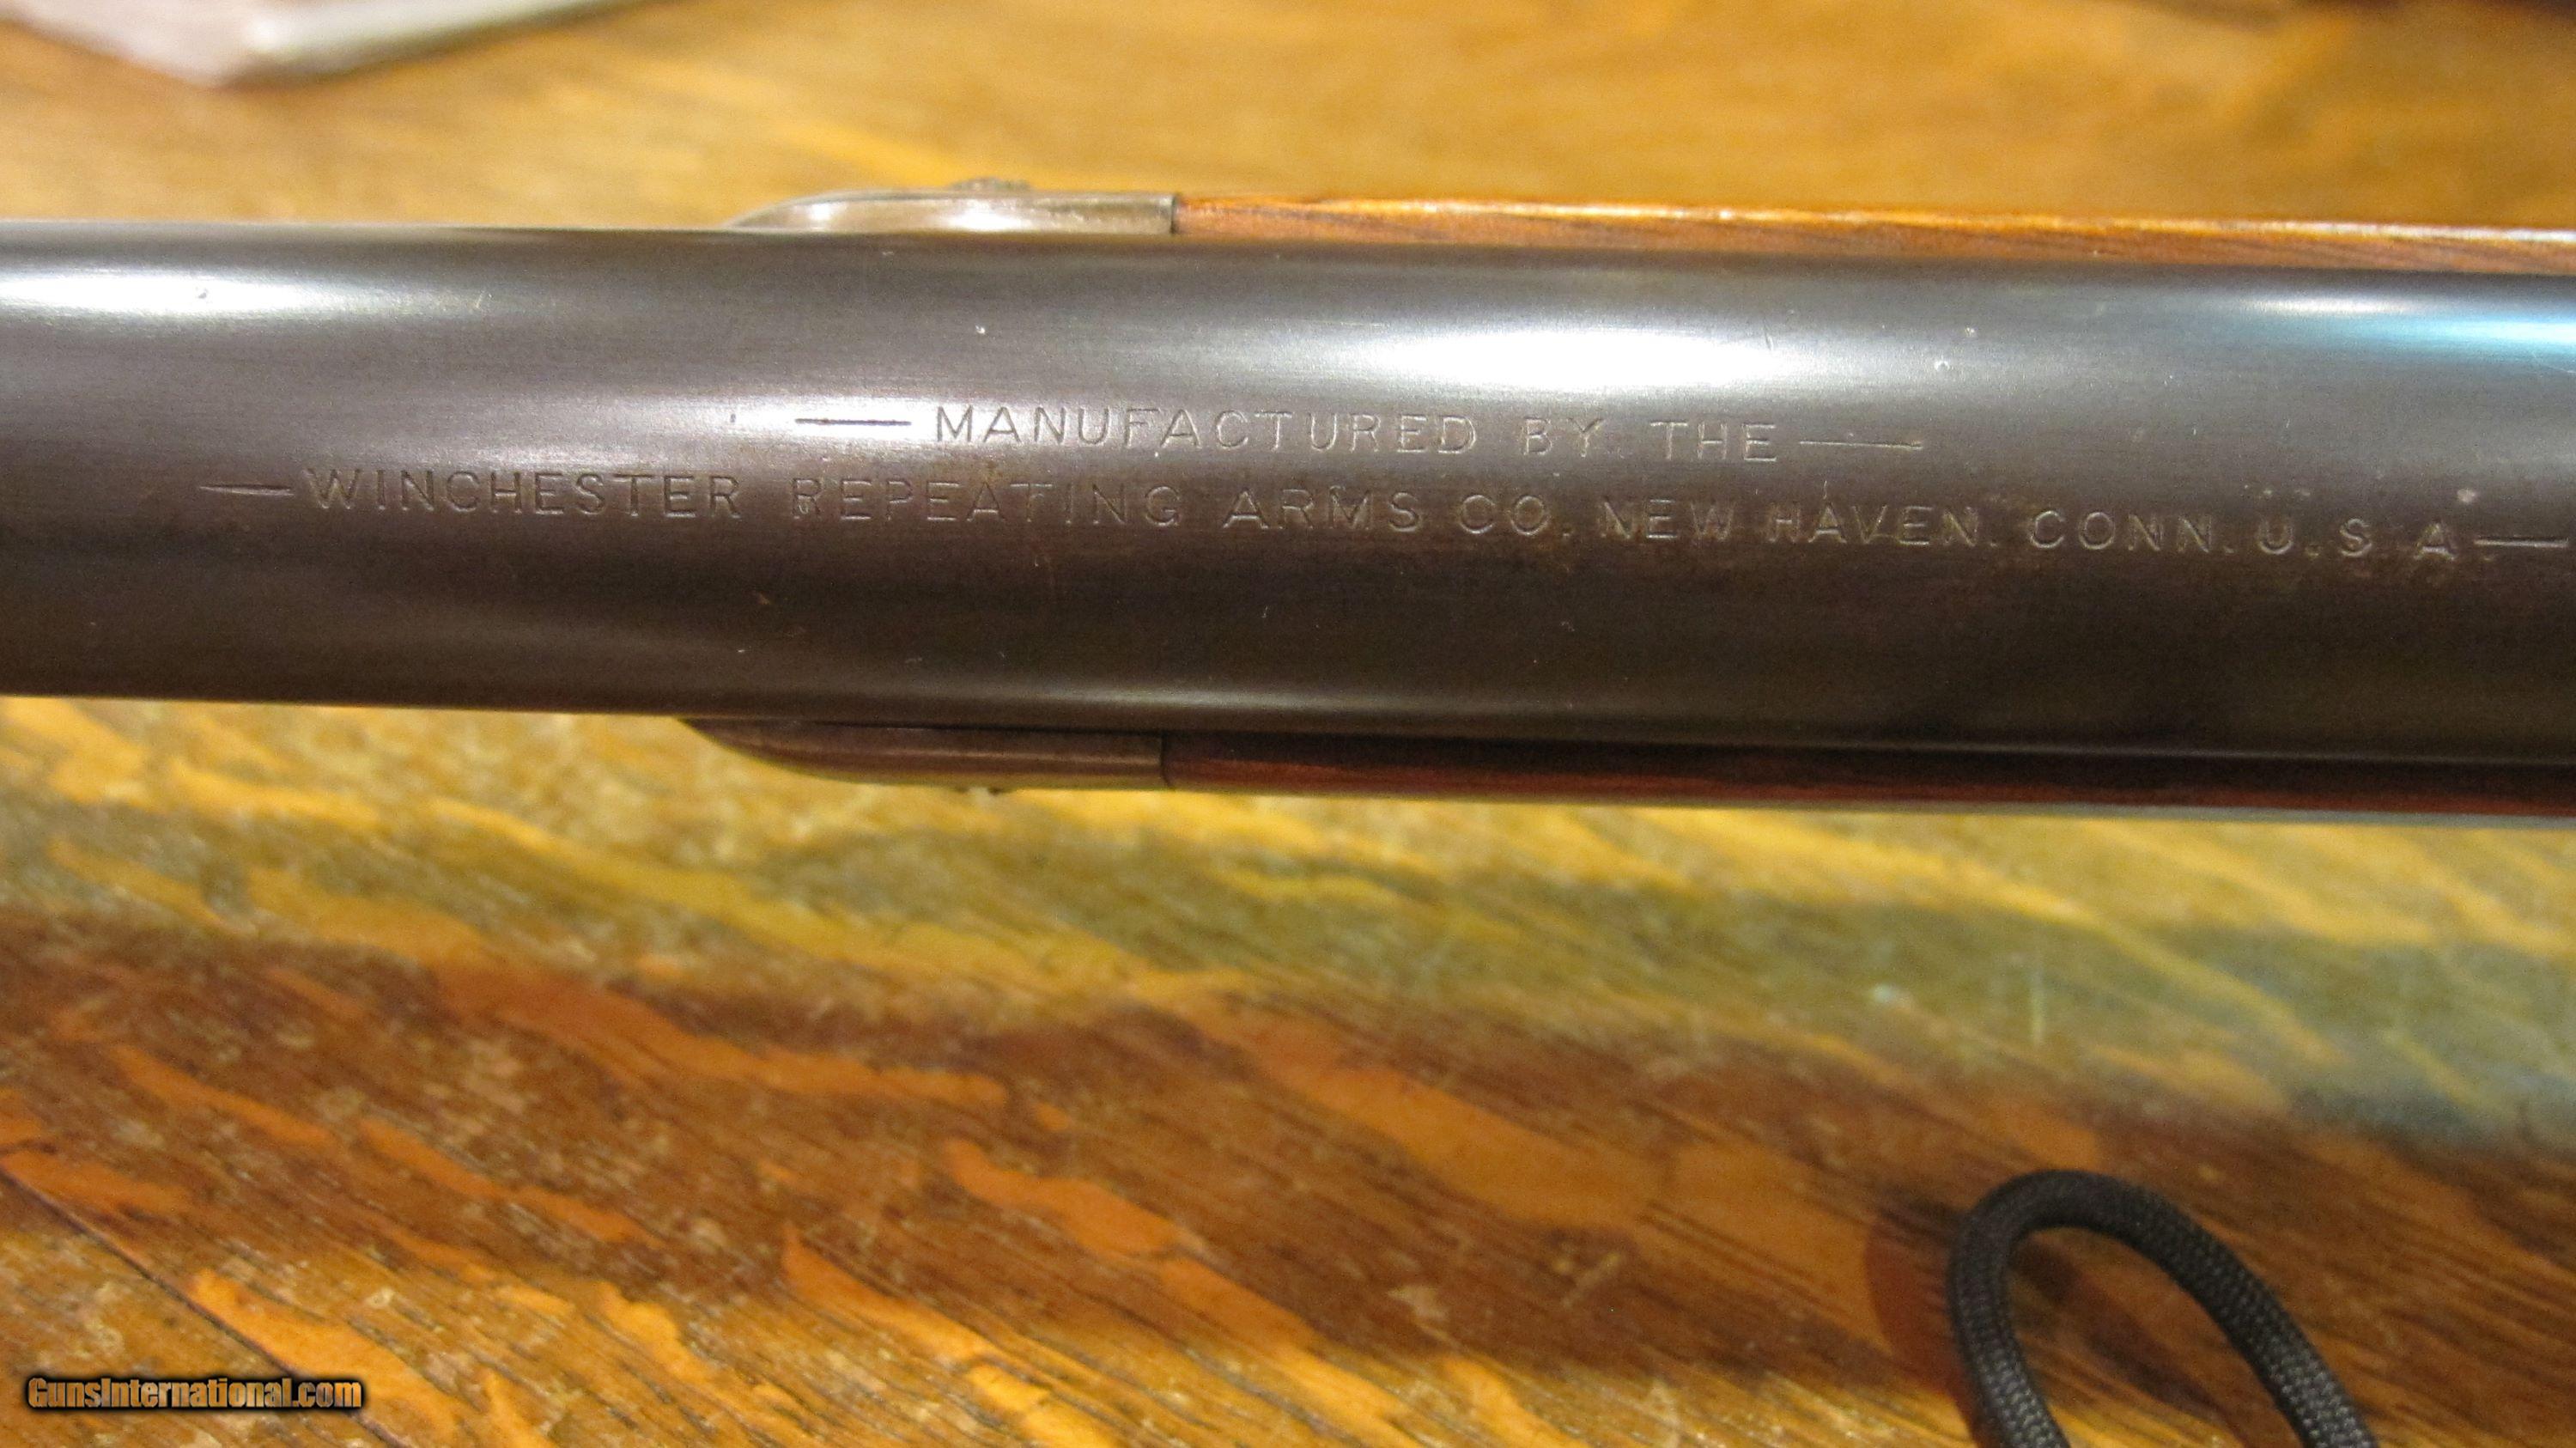 — MANUFACTURED BY THE —
— WINCHESTER REPEATING ARMS CO. NEW HAVEN. CONN. U.S.A. —
GunsInternational.com